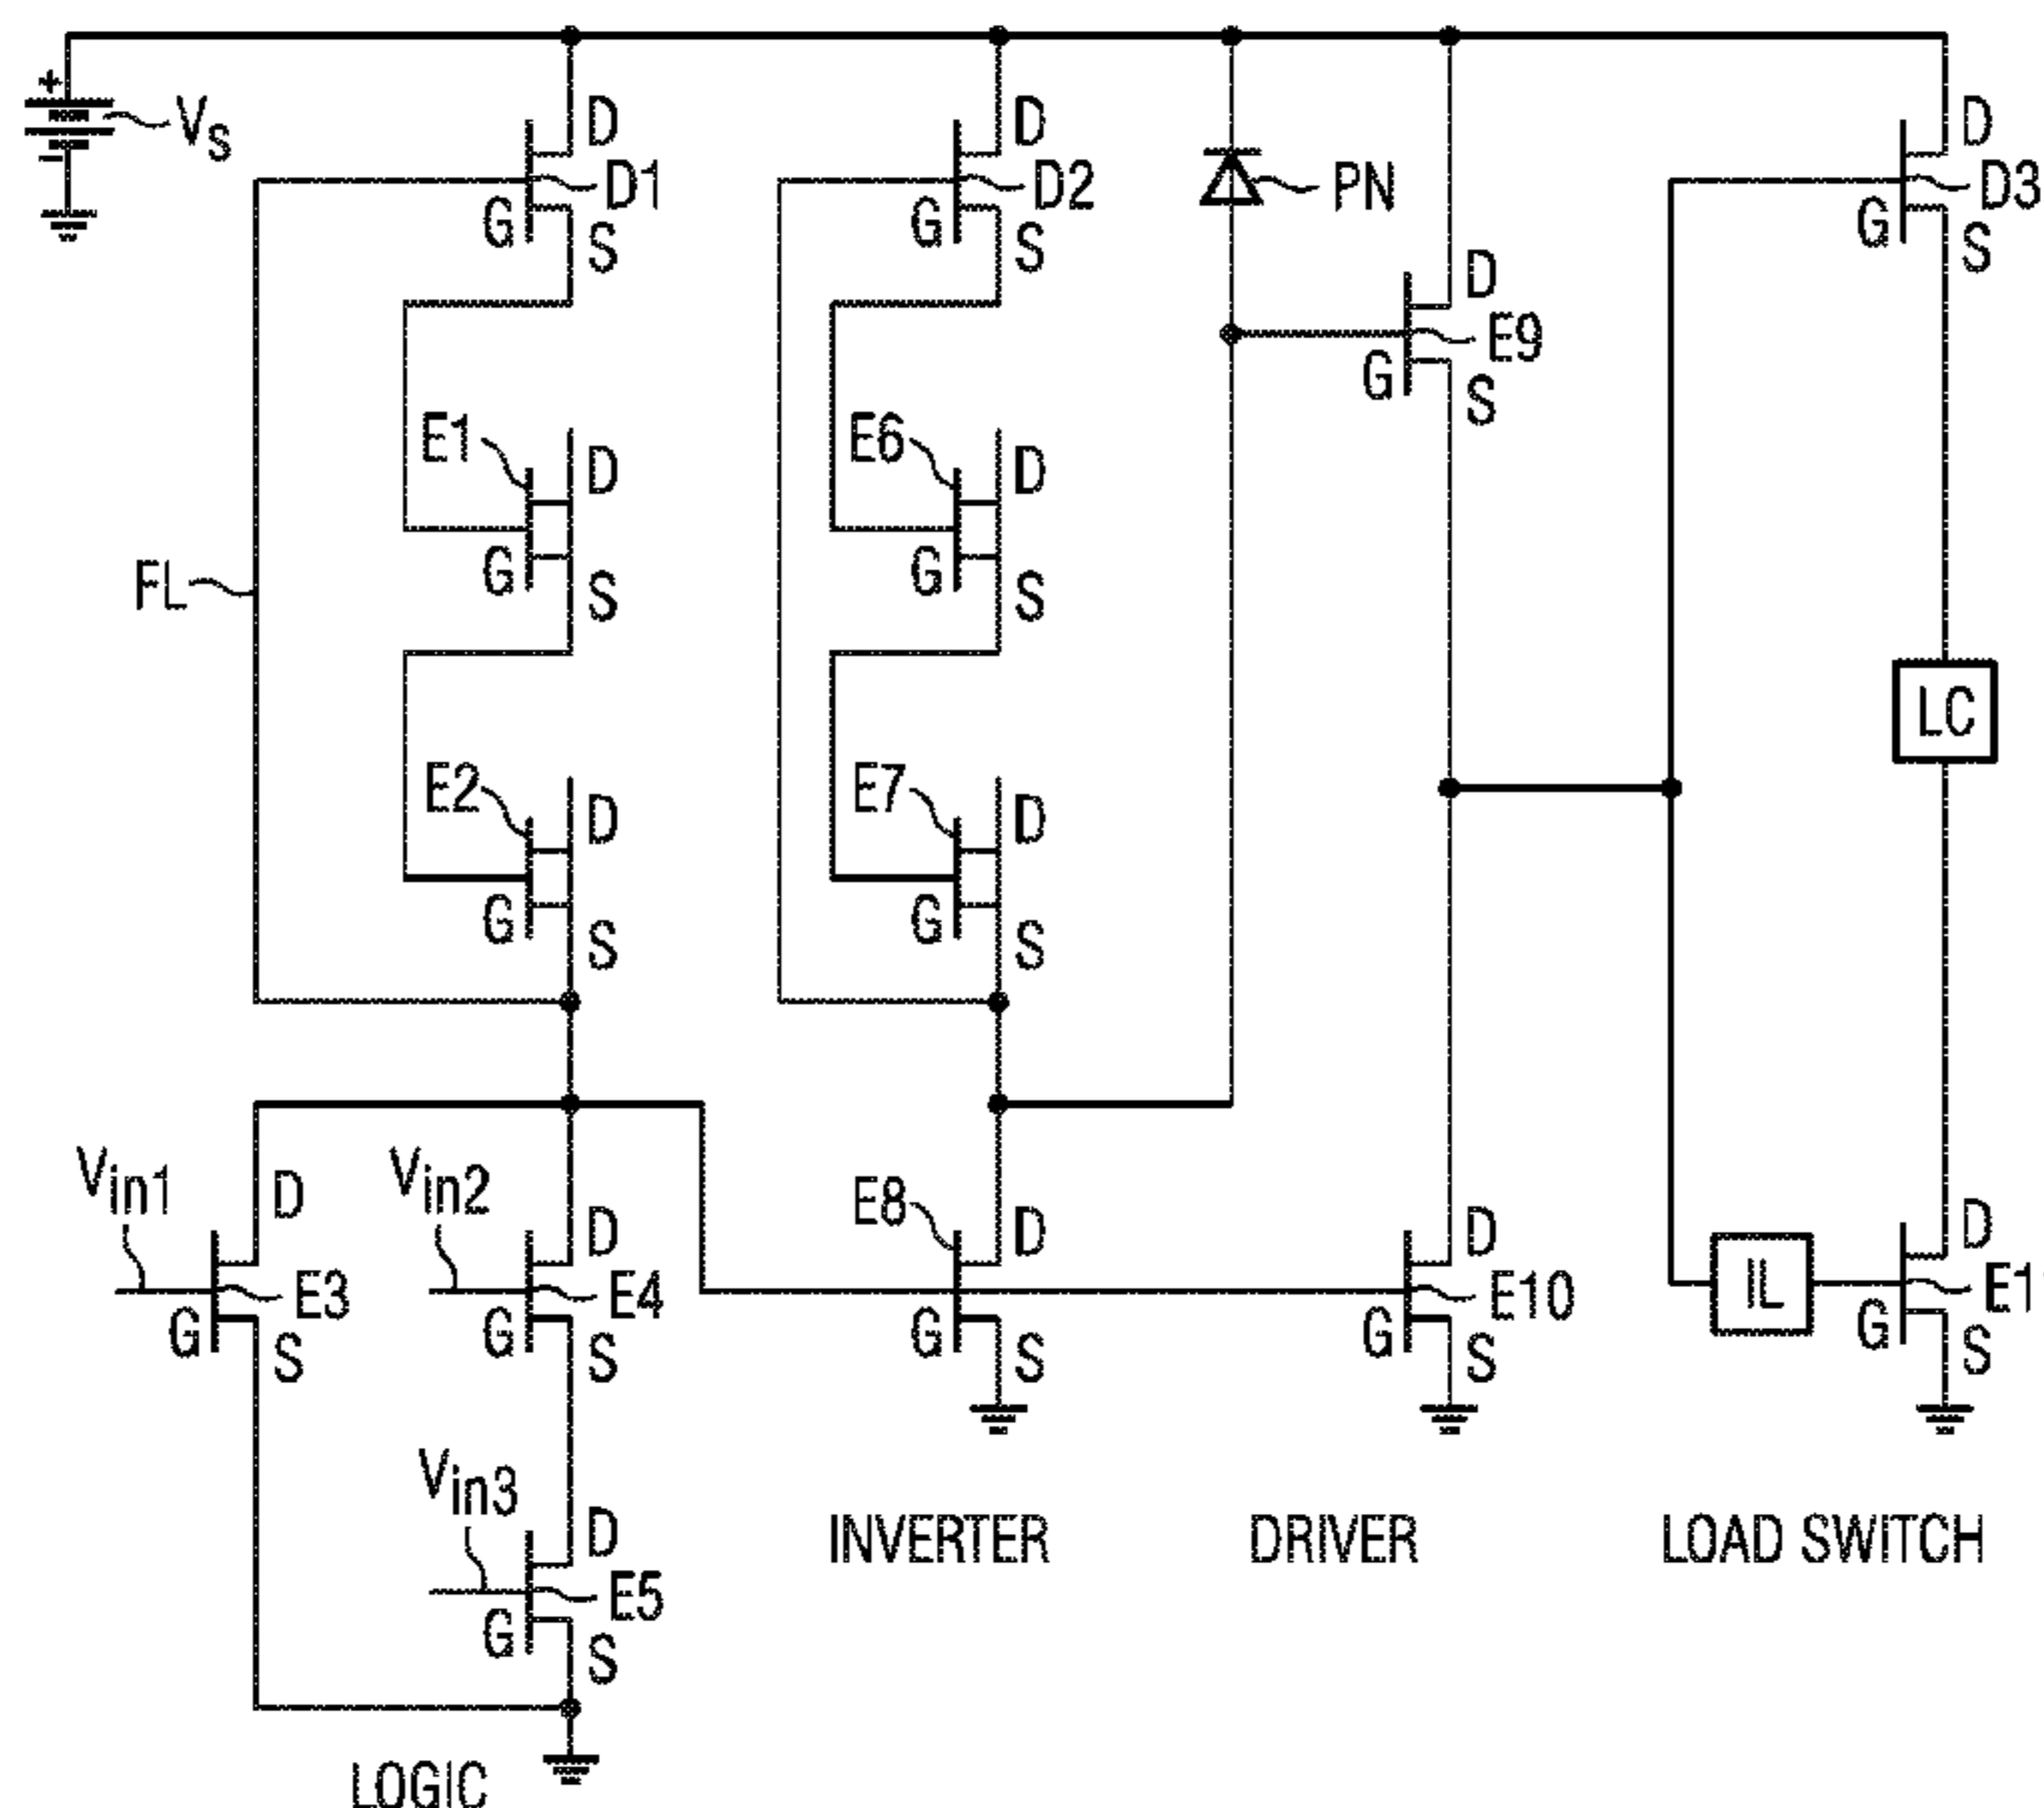 +
VS
-
D
D1
G
S
D
D2
G
S
PN
D
E9
G
S
D
D3
G
S
E1
D
G
S
E6
D
G
S
FL
E2
D
G
S
E7
D
G
S
LC
Vin1
D
E3
G
S
Vin2
D
E4
G
S
E8
D
G
S
D
E10
G
S
IL
D
E1
G
S
Vin3
D
E5
G
S
INVERTER
DRIVER
LOAD SWITCH
LOGIC